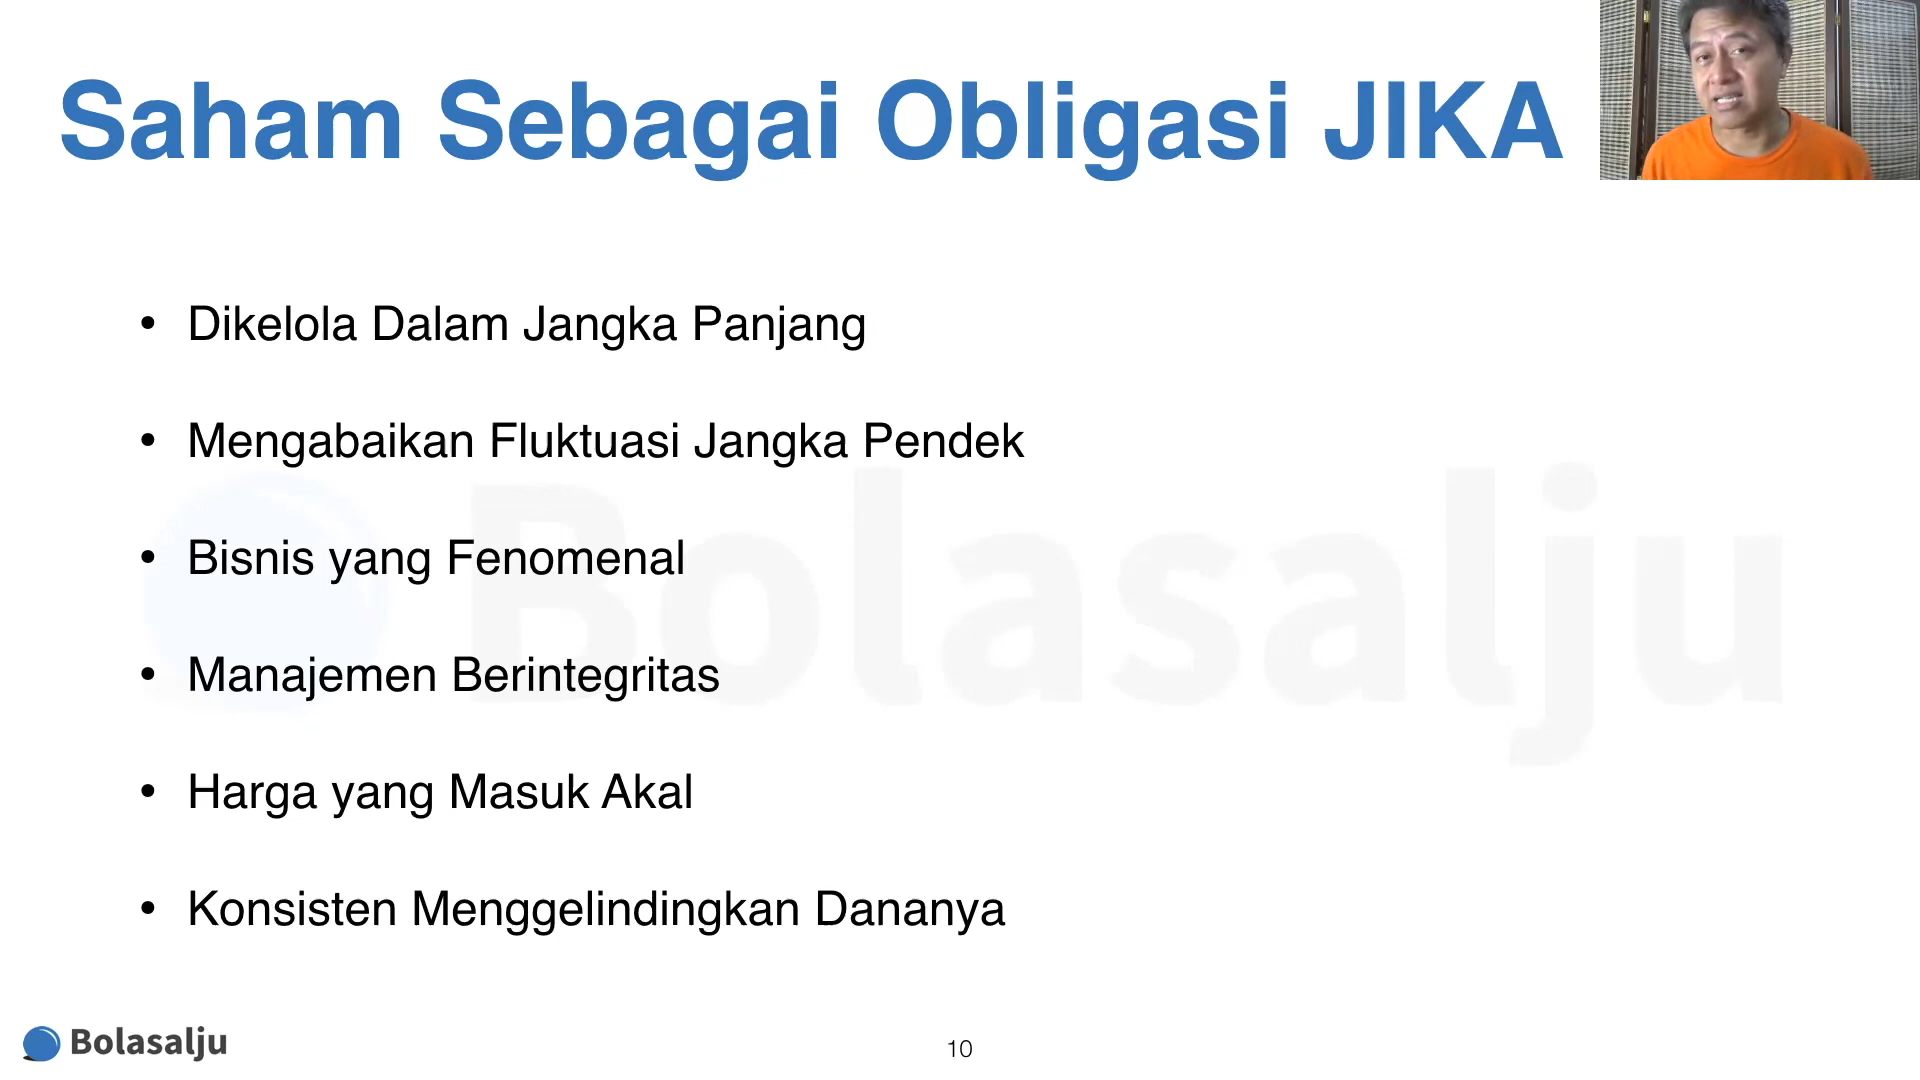 Saham Sebagai Obligasi JIKA
• Dikelola Dalam Jangka Panjang
• Mengabaikan Fluktuasi Jangka Pendek
• Bisnis yang Fenomenal
• Manajemen Berintegritas
• Harga yang Masuk Akal
• Konsisten Menggelindingkan Dananya
Bolasalju
Bolasalju
10